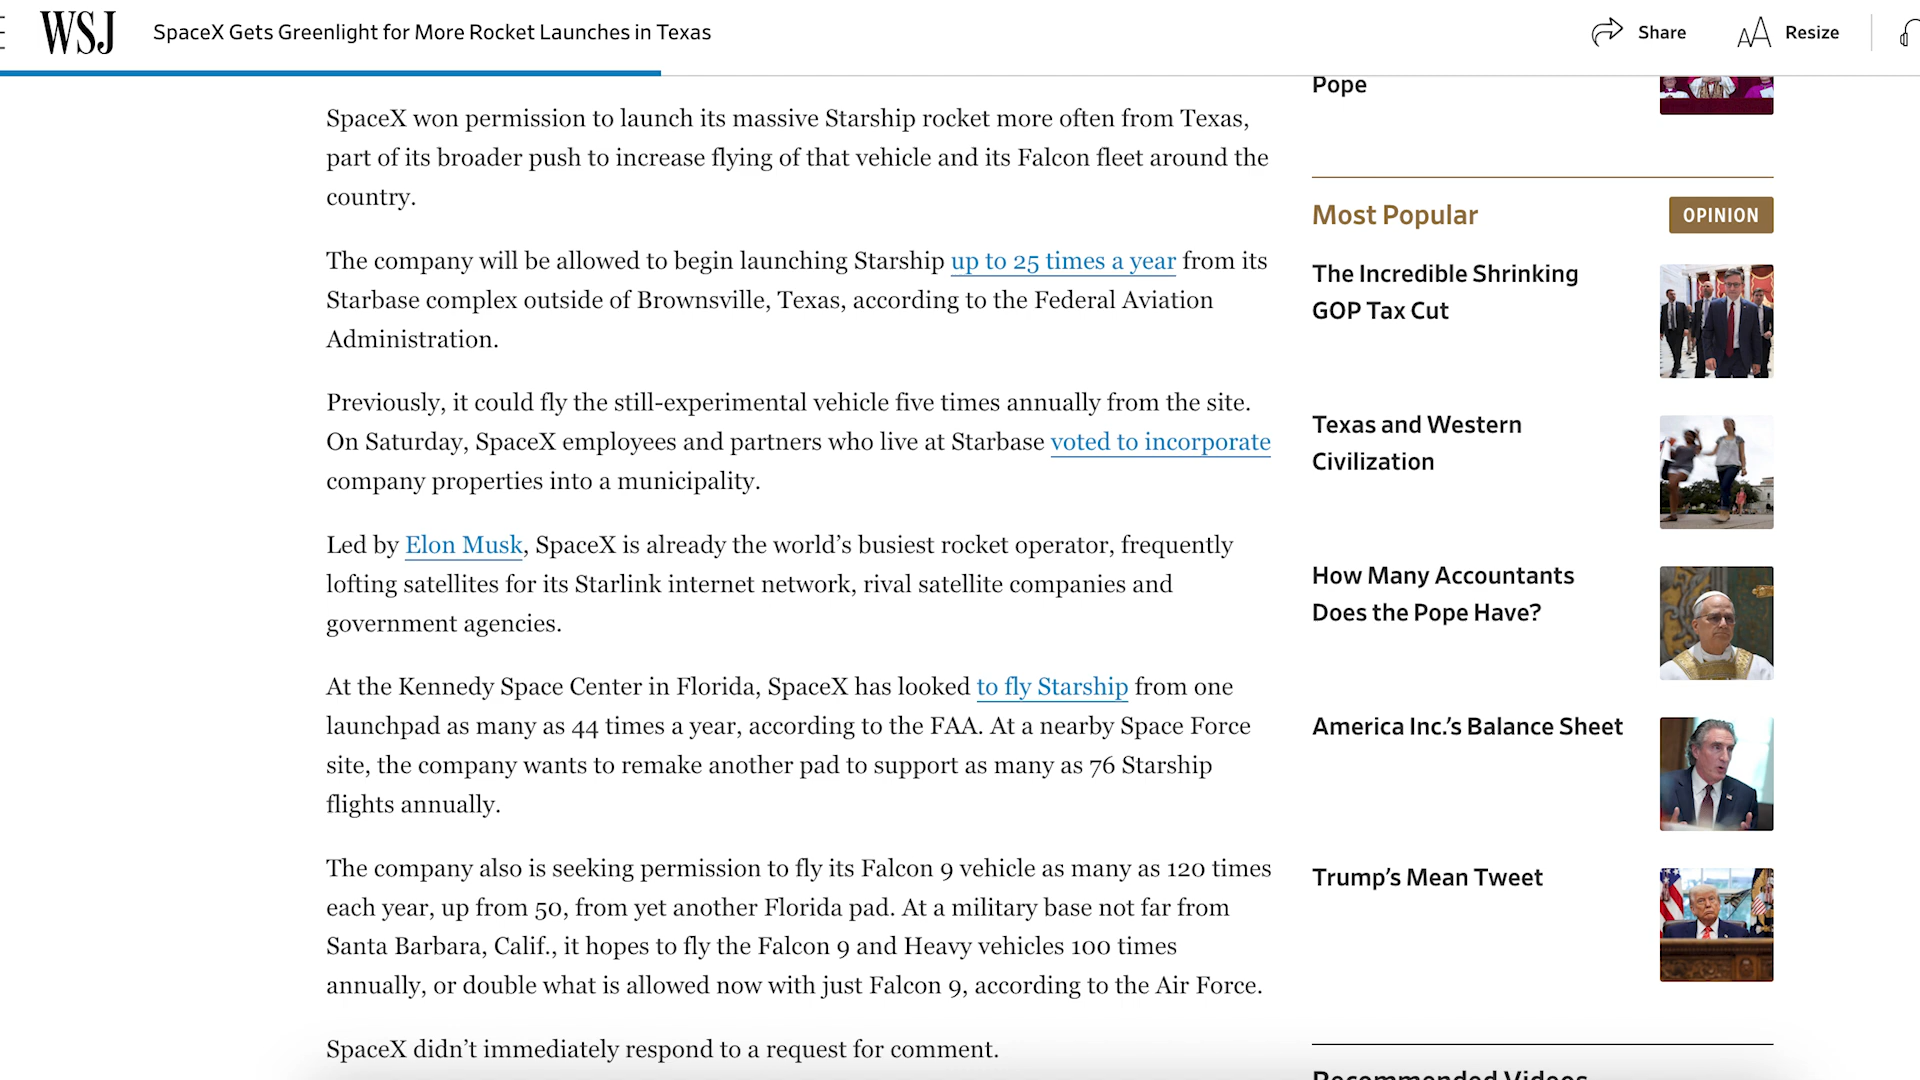 WSJ
SpaceX Gets Greenlight for More Rocket Launches in Texas
Share
Resize
SpaceX won permission to launch its massive Starship rocket more often from Texas,
part of its broader push to increase flying of that vehicle and its Falcon fleet around the
country.
The company will be allowed to begin launching Starship up to 25 times a year from its
Starbase complex outside of Brownsville, Texas, according to the Federal Aviation
Administration.
Previously, it could fly the still-experimental vehicle five times annually from the site.
On Saturday, SpaceX employees and partners who live at Starbase voted to incorporate
company properties into a municipality.
Led by Elon Musk, SpaceX is already the world’s busiest rocket operator, frequently
lofting satellites for its Starlink internet network, rival satellite companies and
government agencies.
At the Kennedy Space Center in Florida, SpaceX has looked to fly Starship from one
launchpad as many as 44 times a year, according to the FAA. At a nearby Space Force
site, the company wants to remake another pad to support as many as 76 Starship
flights annually.
The company also is seeking permission to fly its Falcon 9 vehicle as many as 120 times
each year, up from 50, from yet another Florida pad. At a military base not far from
Santa Barbara, Calif., it hopes to fly the Falcon 9 and Heavy vehicles 100 times
annually, or double what is allowed now with just Falcon 9, according to the Air Force.
SpaceX didn’t immediately respond to a request for comment.
Pope
Most Popular
OPINION
The Incredible Shrinking
GOP Tax Cut
Texas and Western
Civilization
How Many Accountants
Does the Pope Have?
America Inc.’s Balance Sheet
Trump’s Mean Tweet
Recommended Videos